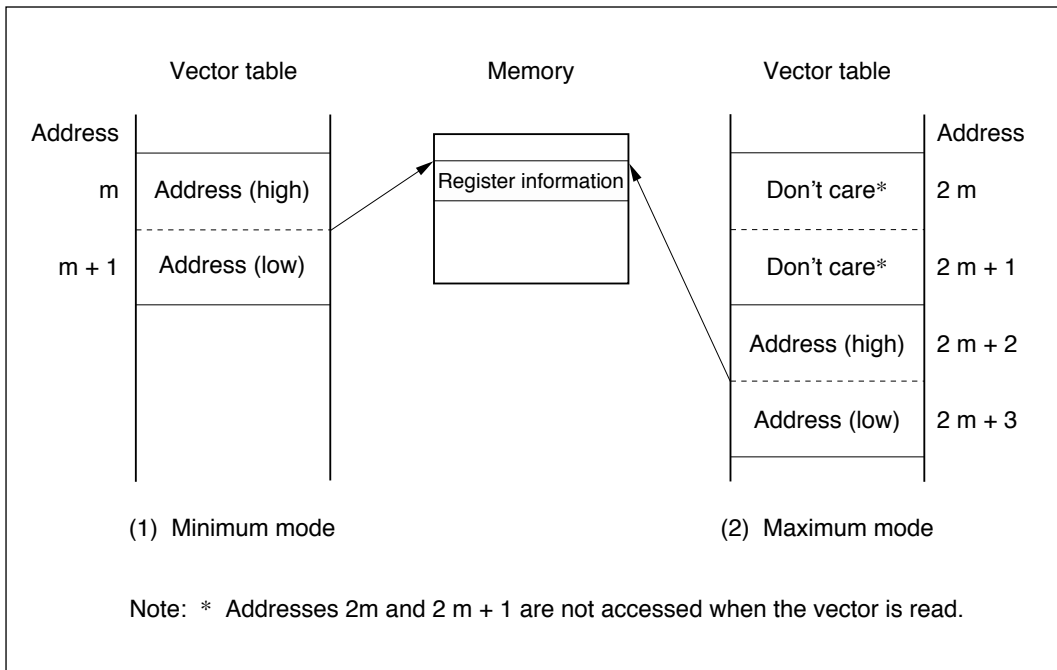 Vector table Memory Vector table
Address Address
m Address (high) Register information Don't care* 2 m
m + 1 Address (low) Don't care* 2 m + 1
Address (high) 2 m + 2
Address (low) 2 m + 3
(1) Minimum mode (2) Maximum mode
Note: * Addresses 2m and 2 m + 1 are not accessed when the vector is read.